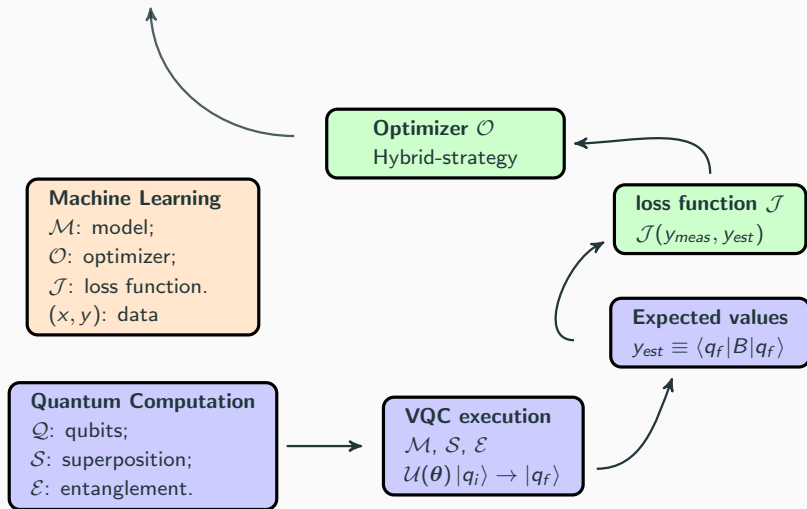 Optimizer 𝒪
Hybrid-strategy
Machine Learning
ℳ: model;
𝒪: optimizer;
𝒥: loss function.
(x, y): data
loss function 𝒥
𝒥(y_meas, y_est)
Expected values
y_est ≡ ⟨q_f|B|q_f⟩
Quantum Computation
𝒬: qubits;
𝒮: superposition;
ℰ: entanglement.
VQC execution
ℳ, 𝒮, ℰ
𝒰(θ)|q_i⟩ → |q_f⟩